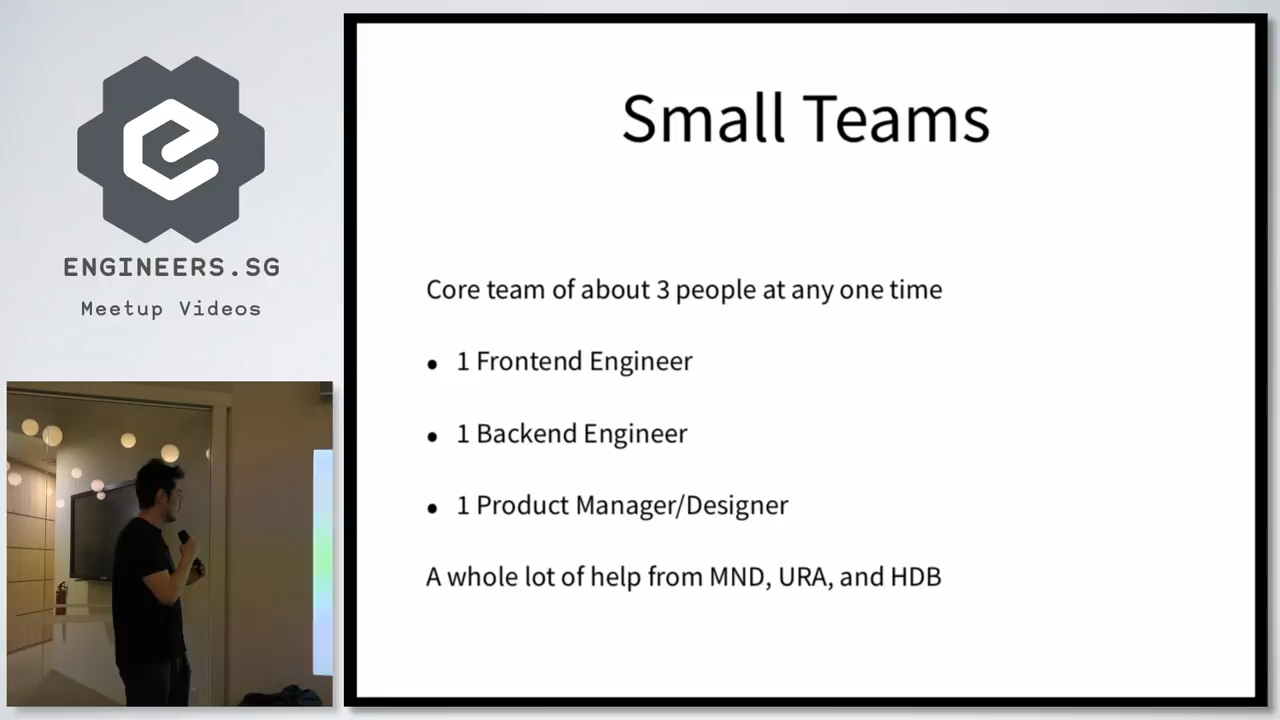 ENGINEERS.SG
Meetup Videos
Small Teams
Core team of about 3 people at any one time
• 1 Frontend Engineer
• 1 Backend Engineer
• 1 Product Manager/Designer
A whole lot of help from MND, URA, and HDB